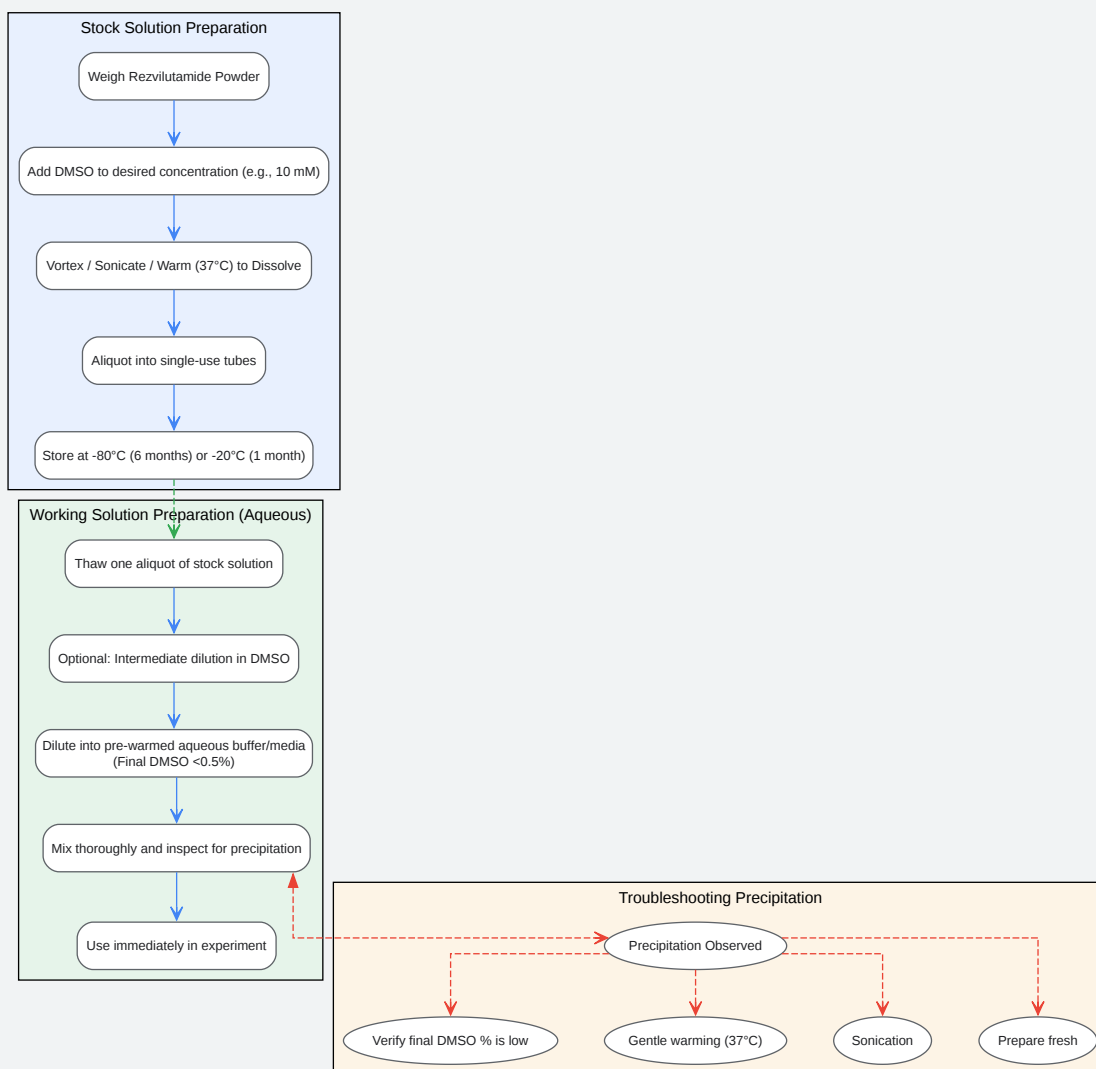 Stock Solution Preparation
Weigh Rezvilutamide Powder
Add DMSO to desired concentration (e.g., 10 mM)
Vortex / Sonicate / Warm (37°C) to Dissolve
Aliquot into single-use tubes
Store at -80°C (6 months) or -20°C (1 month)
Working Solution Preparation (Aqueous)
Thaw one aliquot of stock solution
Optional: Intermediate dilution in DMSO
Dilute into pre-warmed aqueous buffer/media
(Final DMSO <0.5%)
Mix thoroughly and inspect for precipitation
Use immediately in experiment
Troubleshooting Precipitation
Precipitation Observed
Verify final DMSO % is low
Gentle warming (37°C)
Sonication
Prepare fresh